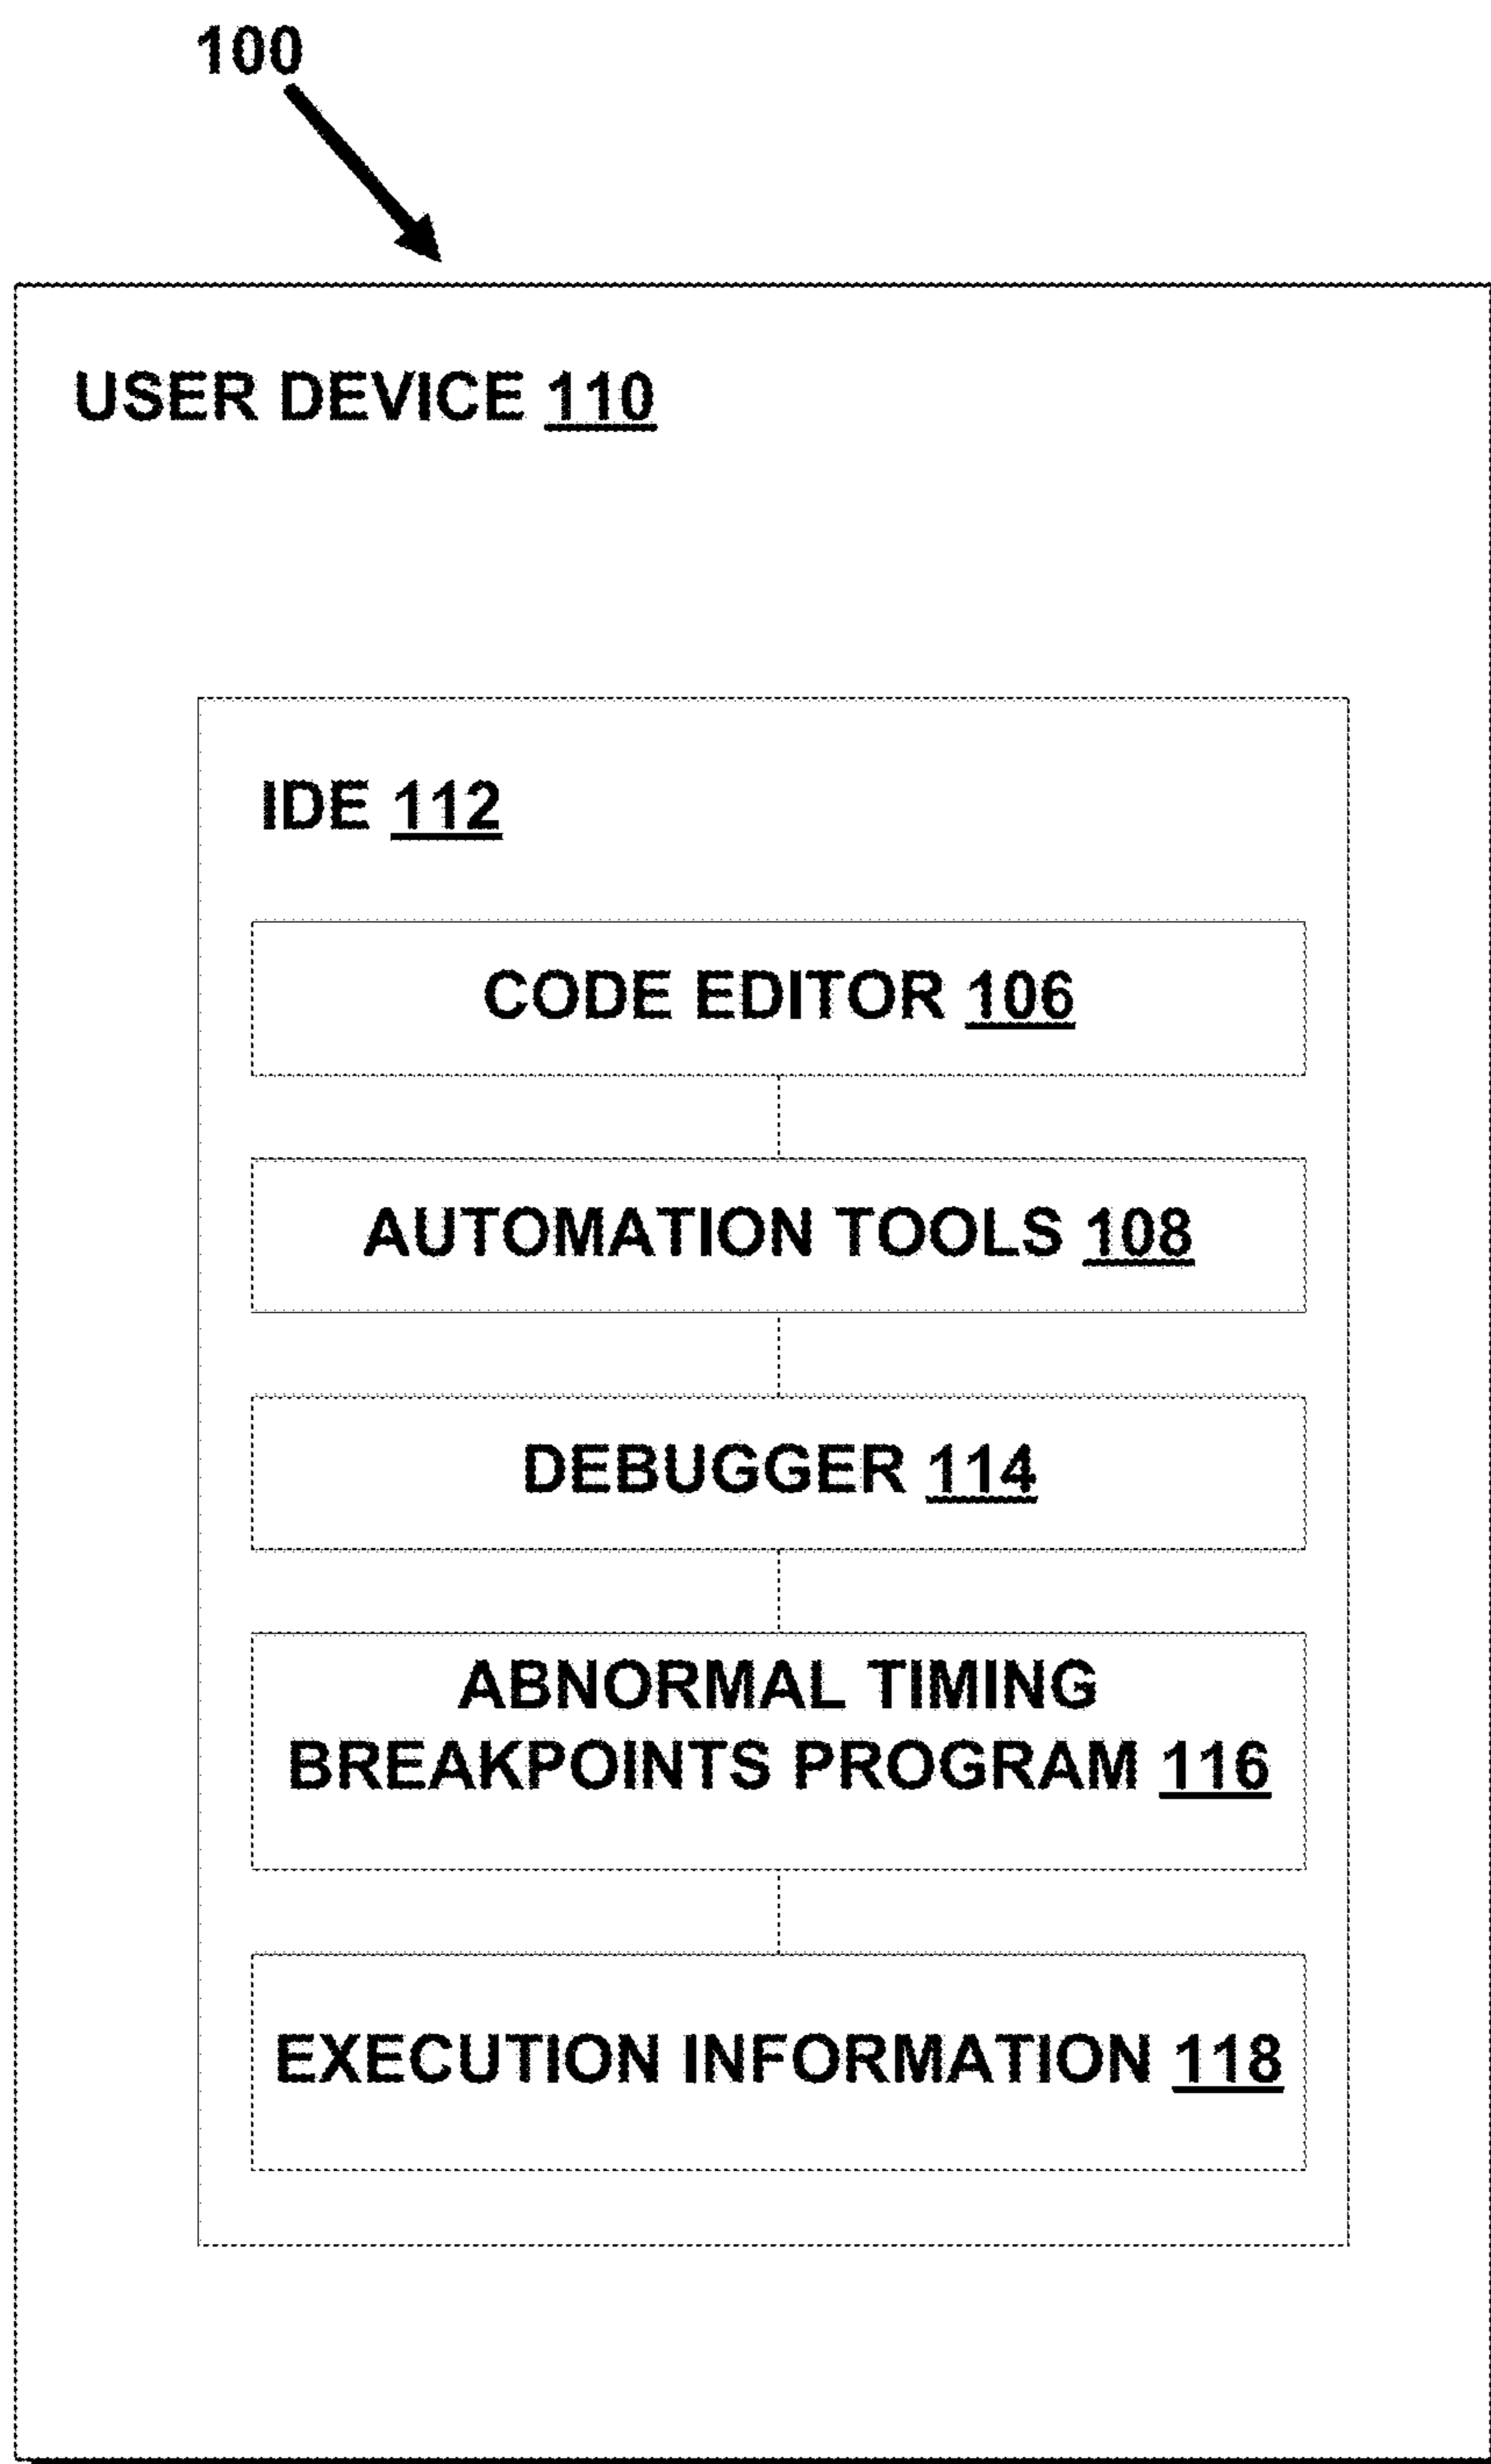 100
USER DEVICE 110
IDE 112
CODE EDITOR 106
AUTOMATION TOOLS 108
DEBUGGER 114
ABNORMAL TIMING
BREAKPOINTS PROGRAM 116
EXECUTION INFORMATION 118